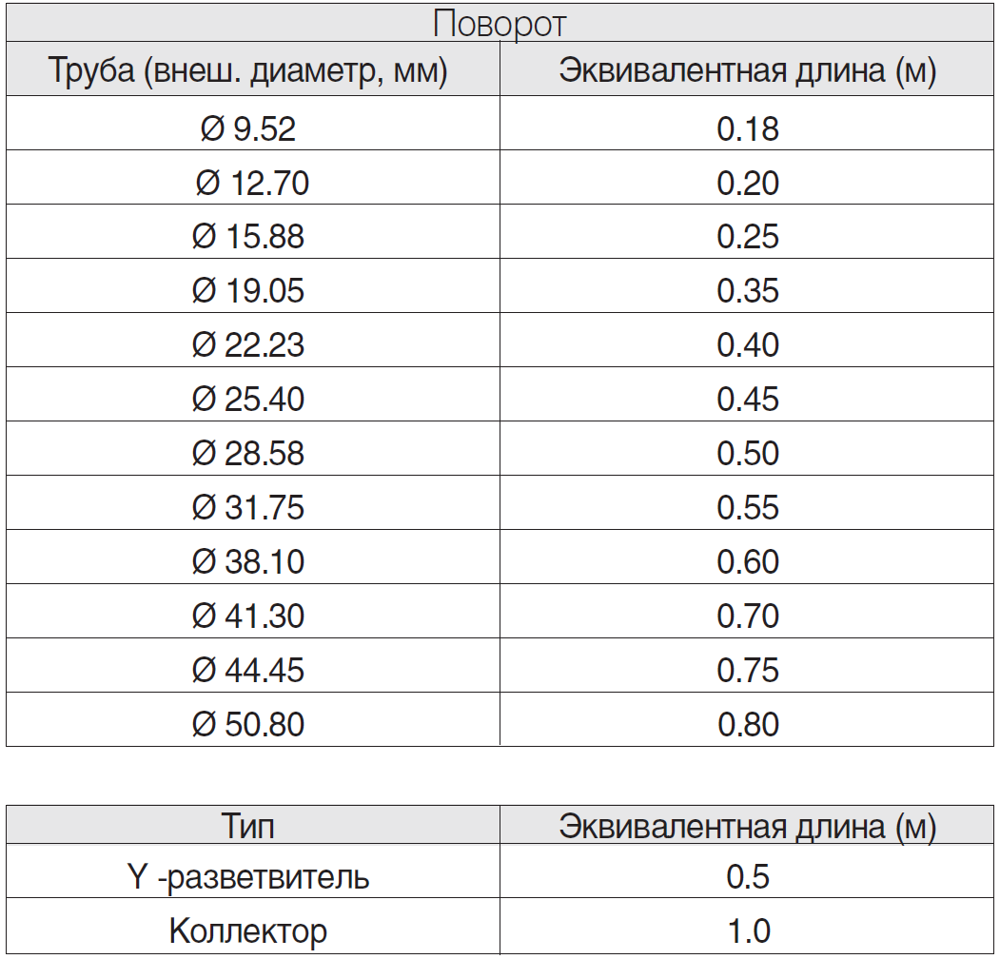 Поворот
Труба (внеш. диаметр, мм) Эквивалентная длина (м)
Ø 9.52 0.18
Ø 12.70 0.20
Ø 15.88 0.25
Ø 19.05 0.35
Ø 22.23 0.40
Ø 25.40 0.45
Ø 28.58 0.50
Ø 31.75 0.55
Ø 38.10 0.60
Ø 41.30 0.70
Ø 44.45 0.75
Ø 50.80 0.80
Тип Эквивалентная длина (м)
Y -разветвитель 0.5
Коллектор 1.0